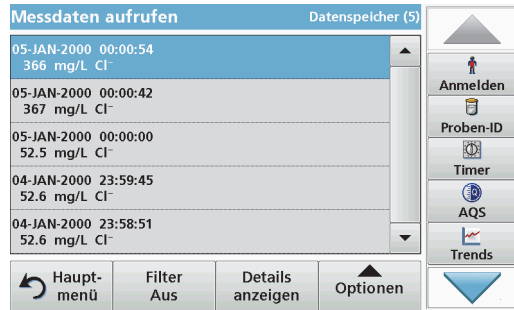 Messdaten aufrufen
Datenspeicher (5)
05-JAN-2000 00:00:54
366 mg/L Cl⁻
05-JAN-2000 00:00:42
367 mg/L Cl⁻
05-JAN-2000 00:00:00
52.5 mg/L Cl⁻
04-JAN-2000 23:59:45
52.6 mg/L Cl⁻
04-JAN-2000 23:58:51
52.6 mg/L Cl⁻
Anmelden
Proben-ID
Timer
AQS
Trends
Haupt-
menü
Filter
Aus
Details
anzeigen
Optionen